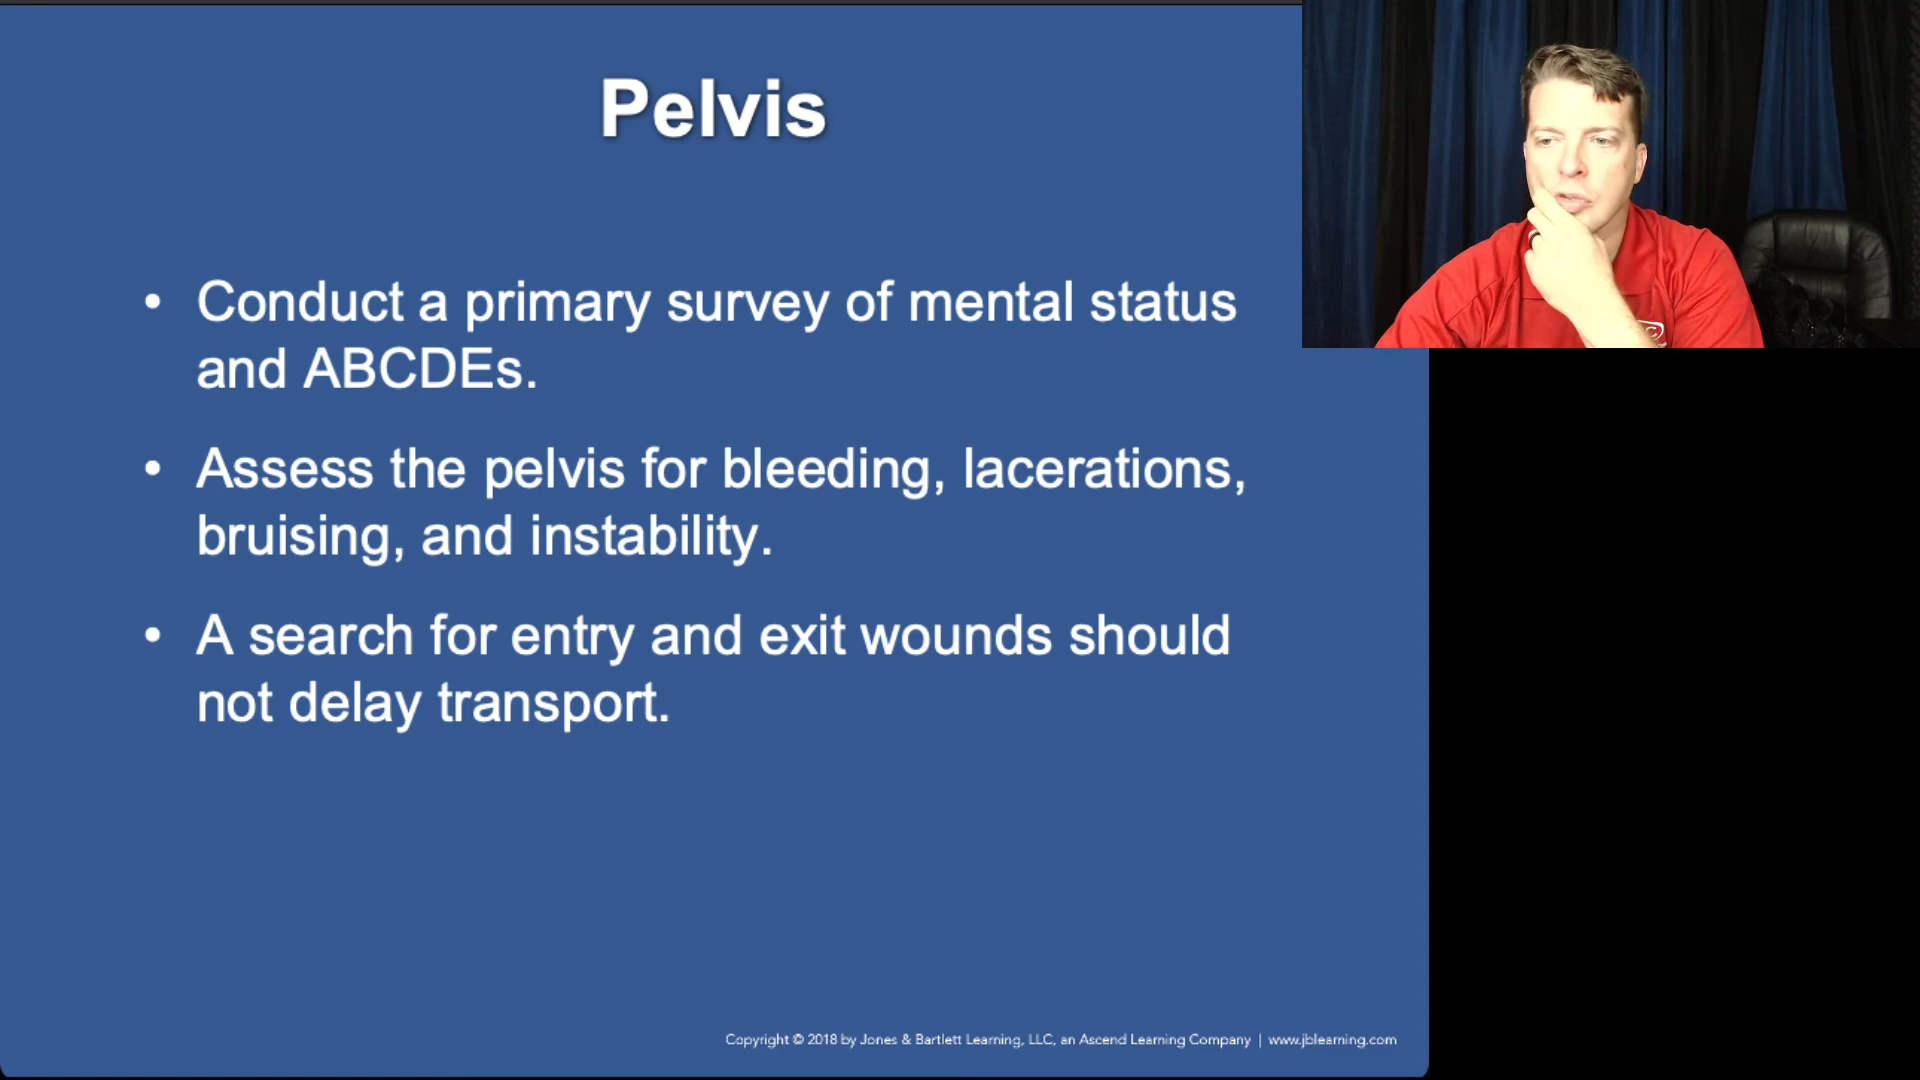 Pelvis
• Conduct a primary survey of mental status
and ABCDEs.
• Assess the pelvis for bleeding, lacerations,
bruising, and instability.
• A search for entry and exit wounds should
not delay transport.
Copyright © 2018 by Jones & Bartlett Learning, LLC, an Ascend Learning Company | www.jblearning.com